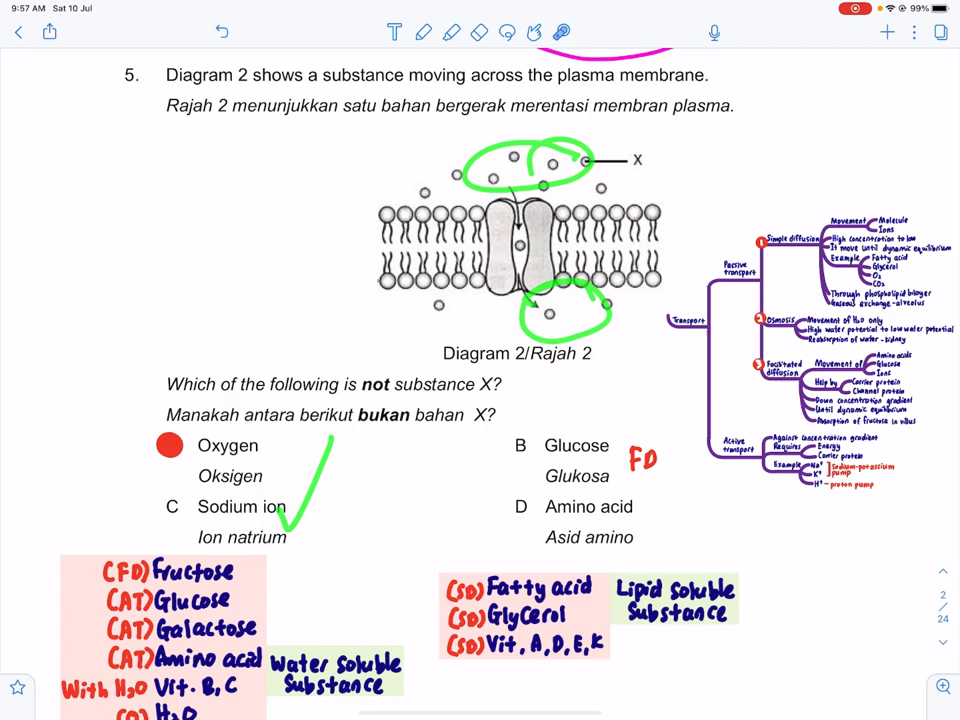 9:57 AM Sat 10 Jul
99%
5. Diagram 2 shows a substance moving across the plasma membrane.
Rajah 2 menunjukkan satu bahan bergerak merentasi membran plasma.
X
Diagram 2/Rajah 2
Which of the following is not substance X?
Manakah antara berikut bukan bahan X?
Oxygen
Oksigen
B Glucose
Glukosa
FD
C Sodium ion
Ion natrium
D Amino acid
Asid amino
Transport
Passive
transport
1 Simple diffusion
Movement
Molecule
Ions
High concentration to low
It move until dynamic equilibrium
Example
Fatty acid
Glycerol
O2
CO2
Through phospholipid bilayer
Gaseous exchange-alveolus
2 Osmosis
Movement of H2O only
High water potential to low water potential
Reabsorption of water - kidney
3 Facilitated
diffusion
Movement of
Amino acids
Glucose
Ions
Help by
Carrier protein
Channel protein
Down concentration gradient
Until dynamic equilibrium
Absorption of fructose in villus
Active
transport
Against concentration gradient
Requires
Energy
Carrier protein
Example
Na+
K+
Sodium-potassium
pump
H+ - proton pump
(FD) Fructose
(AT) Glucose
(AT) Galactose
(AT) Amino acid
With H2O Vit. B, C
(O) H2O
Water soluble
Substance
(SD) Fatty acid
(SD) Glycerol
(SD) Vit, A, D, E, K
Lipid soluble
Substance
2
/
24